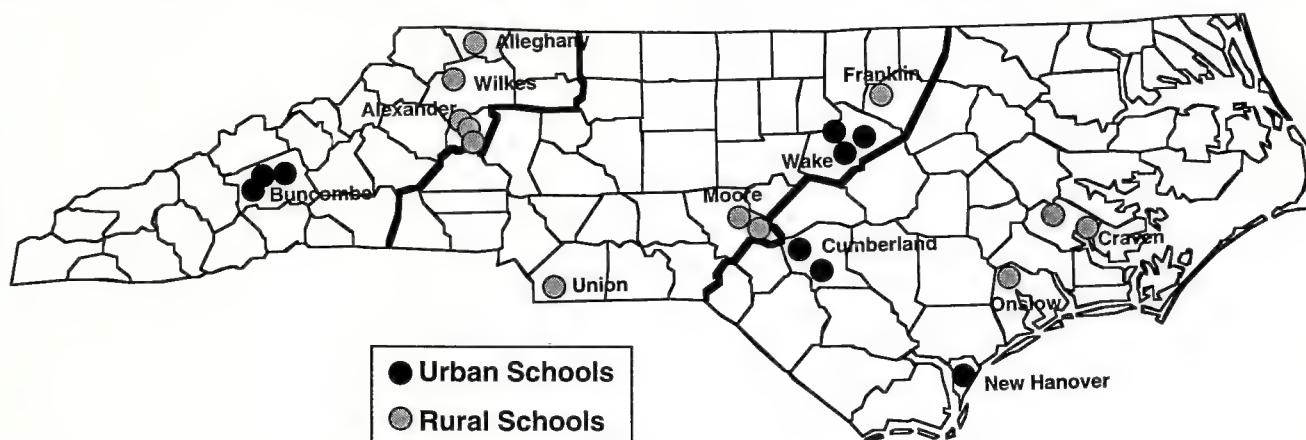 Alleghany
Wilkes
Franklin
Alexander
Wake
Buncombe
Moore
Cumberland
Craven
Union
Onslow
New Hanover
Urban Schools
Rural Schools